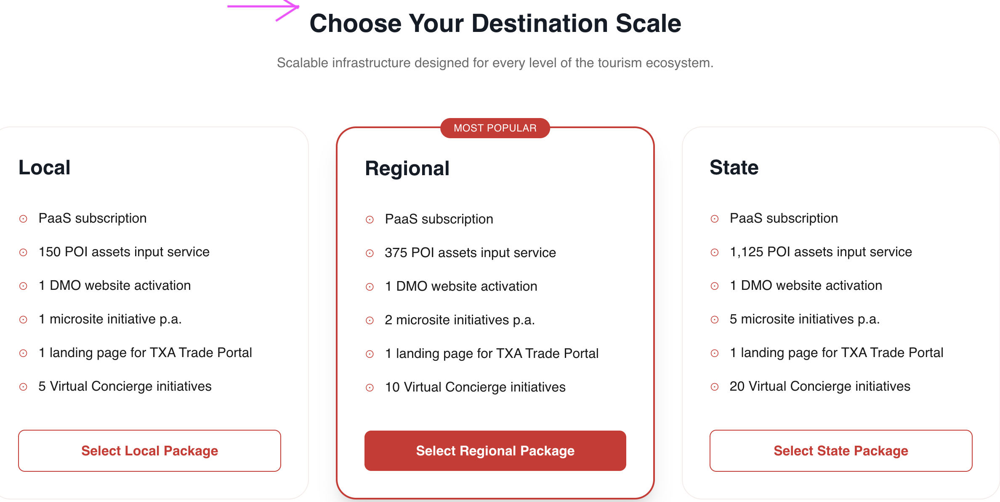 Choose Your Destination Scale
Scalable infrastructure designed for every level of the tourism ecosystem.
Local
PaaS subscription
150 POI assets input service
1 DMO website activation
1 microsite initiative p.a.
1 landing page for TXA Trade Portal
5 Virtual Concierge initiatives
Select Local Package
MOST POPULAR
Regional
PaaS subscription
375 POI assets input service
1 DMO website activation
2 microsite initiatives p.a.
1 landing page for TXA Trade Portal
10 Virtual Concierge initiatives
Select Regional Package
State
PaaS subscription
1,125 POI assets input service
1 DMO website activation
5 microsite initiatives p.a.
1 landing page for TXA Trade Portal
20 Virtual Concierge initiatives
Select State Package